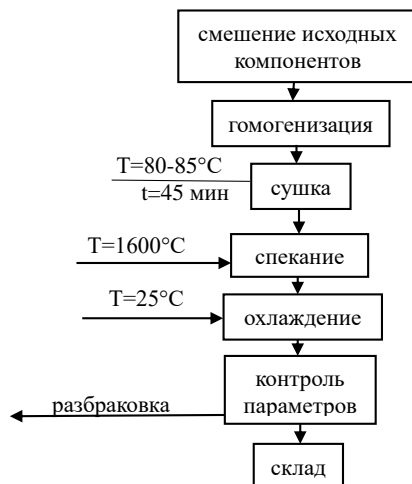 смешение исходных
компонентов
гомогенизация
T=80-85°C
t=45 мин
сушка
T=1600°C
спекание
T=25°C
охлаждение
контроль
параметров
разбраковка
склад